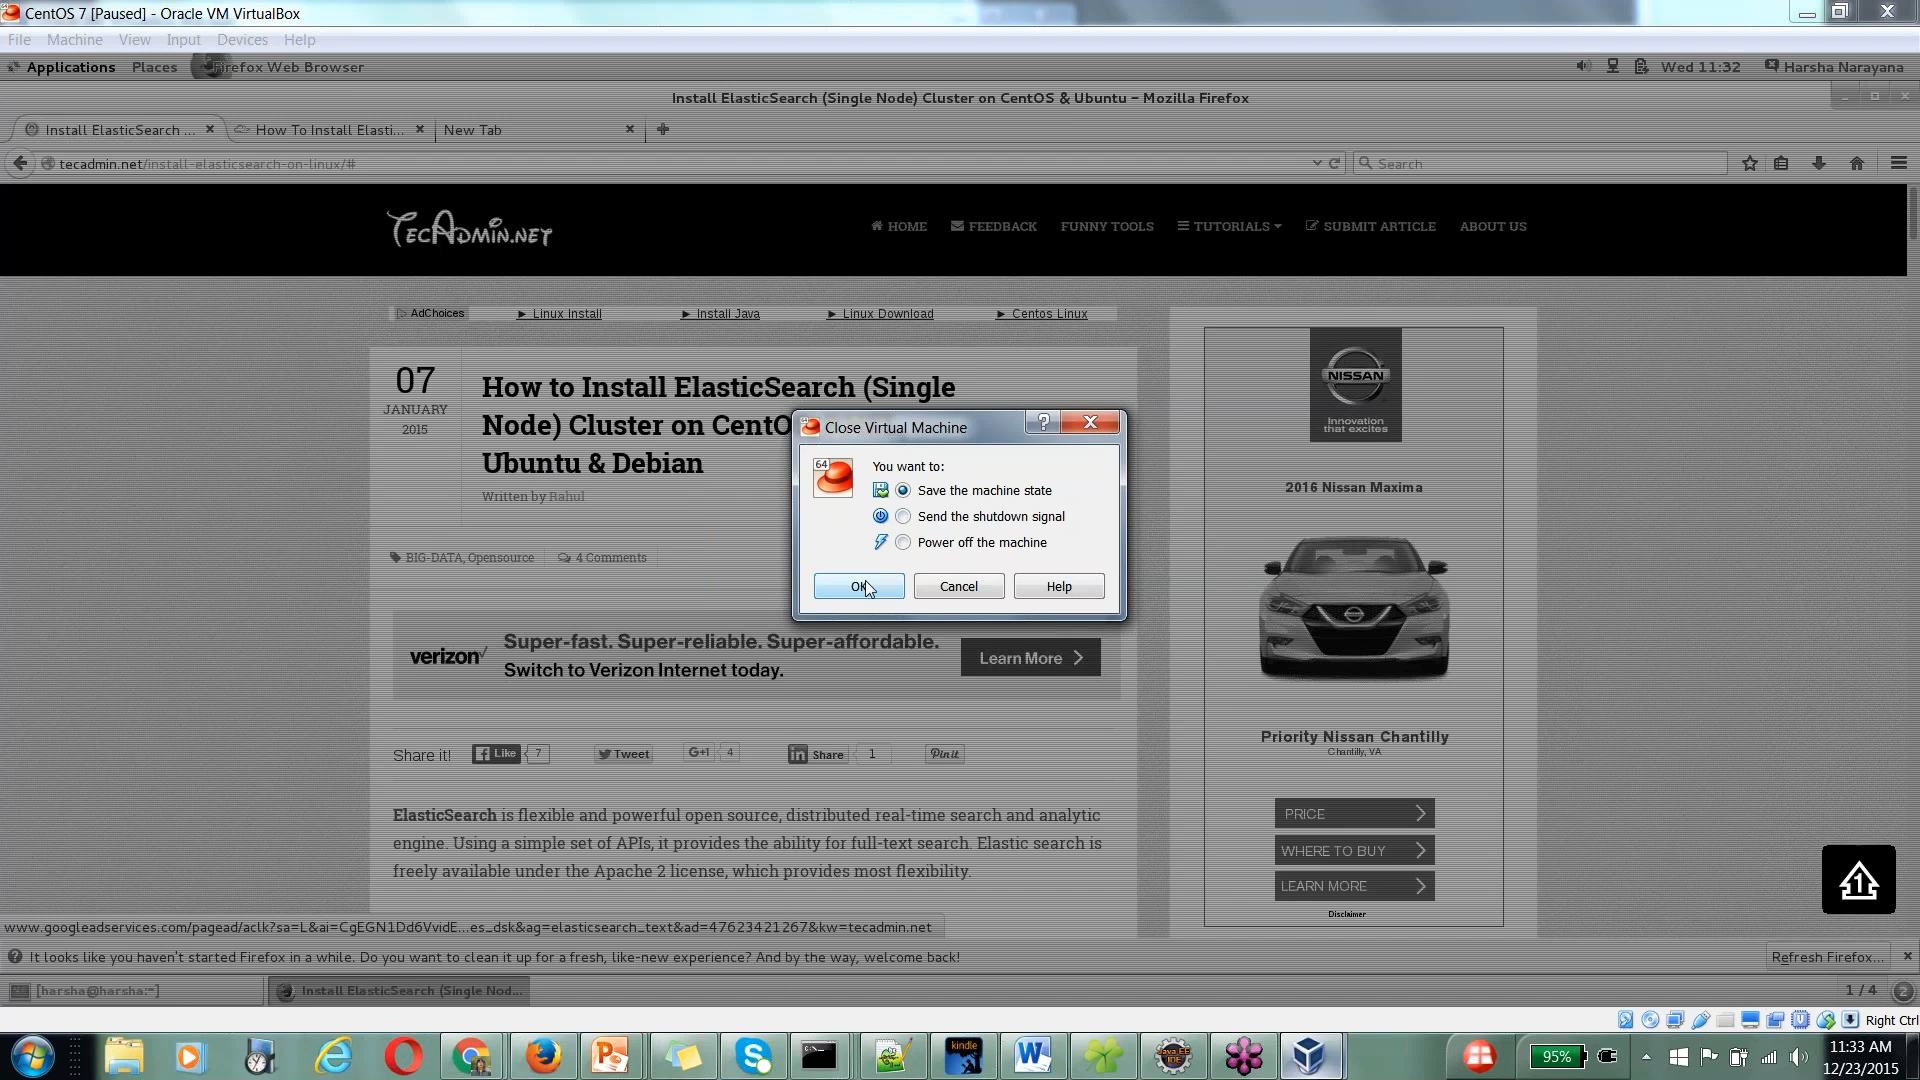 CentOS 7 [Paused] - Oracle VM VirtualBox
File Machine View Input Devices Help
Applications Places Firefox Web Browser Wed 11:32 Harsha Narayana
Install ElasticSearch (Single Node) Cluster on CentOS & Ubuntu – Mozilla Firefox
Install ElasticSearch ... How To Install Elasti... New Tab
tecadmin.net/install-elasticsearch-on-linux/# Search
TecAdmin.net HOME FEEDBACK FUNNY TOOLS TUTORIALS SUBMIT ARTICLE ABOUT US
AdChoices ► Linux Install ► Install Java ► Linux Download ► Centos Linux
07
JANUARY
2015
How to Install ElasticSearch (Single
Node) Cluster on CentO
Ubuntu & Debian
Written by Rahul
BIG-DATA, Opensource 4 Comments
Close Virtual Machine
64
You want to:
Save the machine state
Send the shutdown signal
Power off the machine
OK Cancel Help
verizon Super-fast. Super-reliable. Super-affordable.
Switch to Verizon Internet today.
Learn More
Share it! Like 7 Tweet G+1 4 Share 1 Pinit
ElasticSearch is flexible and powerful open source, distributed real-time search and analytic
engine. Using a simple set of APIs, it provides the ability for full-text search. Elastic search is
freely available under the Apache 2 license, which provides most flexibility.
NISSAN
Innovation
that excites
2016 Nissan Maxima
Priority Nissan Chantilly
Chantilly, VA
PRICE
WHERE TO BUY
LEARN MORE
Disclaimer
www.googleadservices.com/pagead/aclk?sa=L&ai=CgEGN1Dd6VvidE...es_dsk&ag=elasticsearch_text&ad=47623421267&kw=tecadmin.net
It looks like you haven't started Firefox in a while. Do you want to clean it up for a fresh, like-new experience? And by the way, welcome back! Refresh Firefox...
[harsha@harsha:~] Install ElasticSearch (Single Nod... 1 / 4 2
Right Ctrl
kindle
Java EE
IDE
95%
11:33 AM
12/23/2015